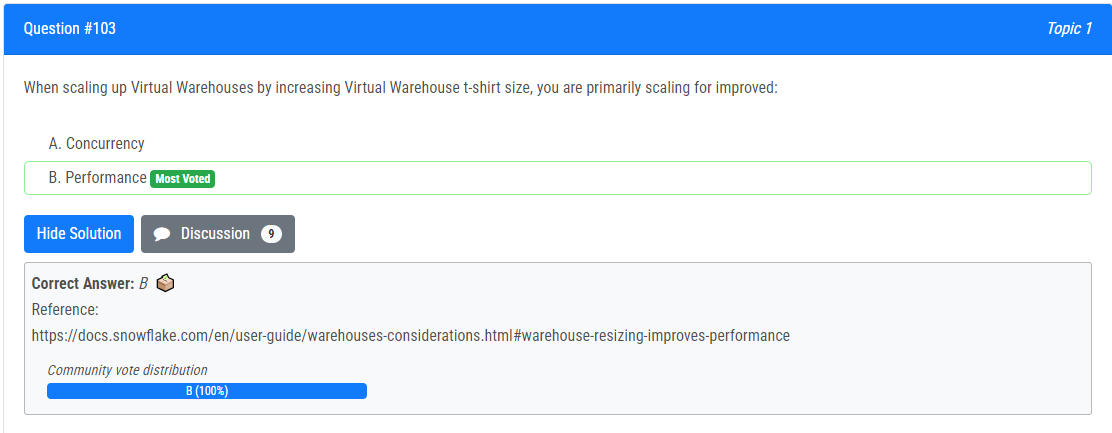 Question #103
Topic 1
When scaling up Virtual Warehouses by increasing Virtual Warehouse t-shirt size, you are primarily scaling for improved:
A. Concurrency
B. Performance Most Voted
Hide Solution
Discussion 9
Correct Answer: B
Reference:
https://docs.snowflake.com/en/user-guide/warehouses-considerations.html#warehouse-resizing-improves-performance
Community vote distribution
B (100%)